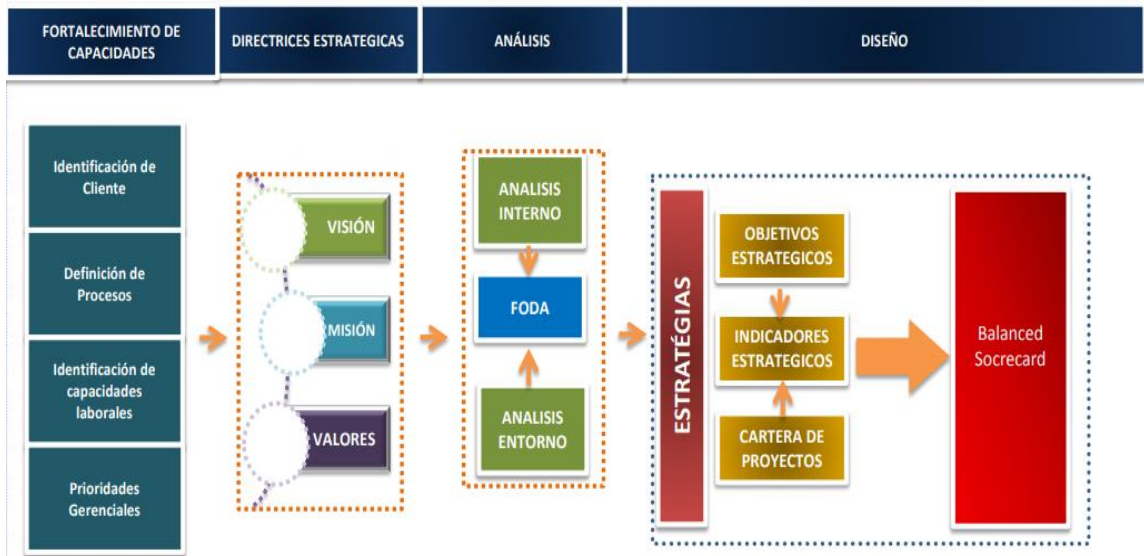 FORTALECIMIENTO DE
CAPACIDADES
DIRECTRICES ESTRATEGICAS
ANÁLISIS
DISEÑO
Identificación de
Cliente
Definición de
Procesos
Identificación de
capacidades
laborales
Prioridades
Gerenciales
VISIÓN
MISIÓN
VALORES
ANALISIS
INTERNO
FODA
ANALISIS
ENTORNO
ESTRATÉGIAS
OBJETIVOS
ESTRATEGICOS
INDICADORES
ESTRATEGICOS
CARTERA DE
PROYECTOS
Balanced
Socrecard